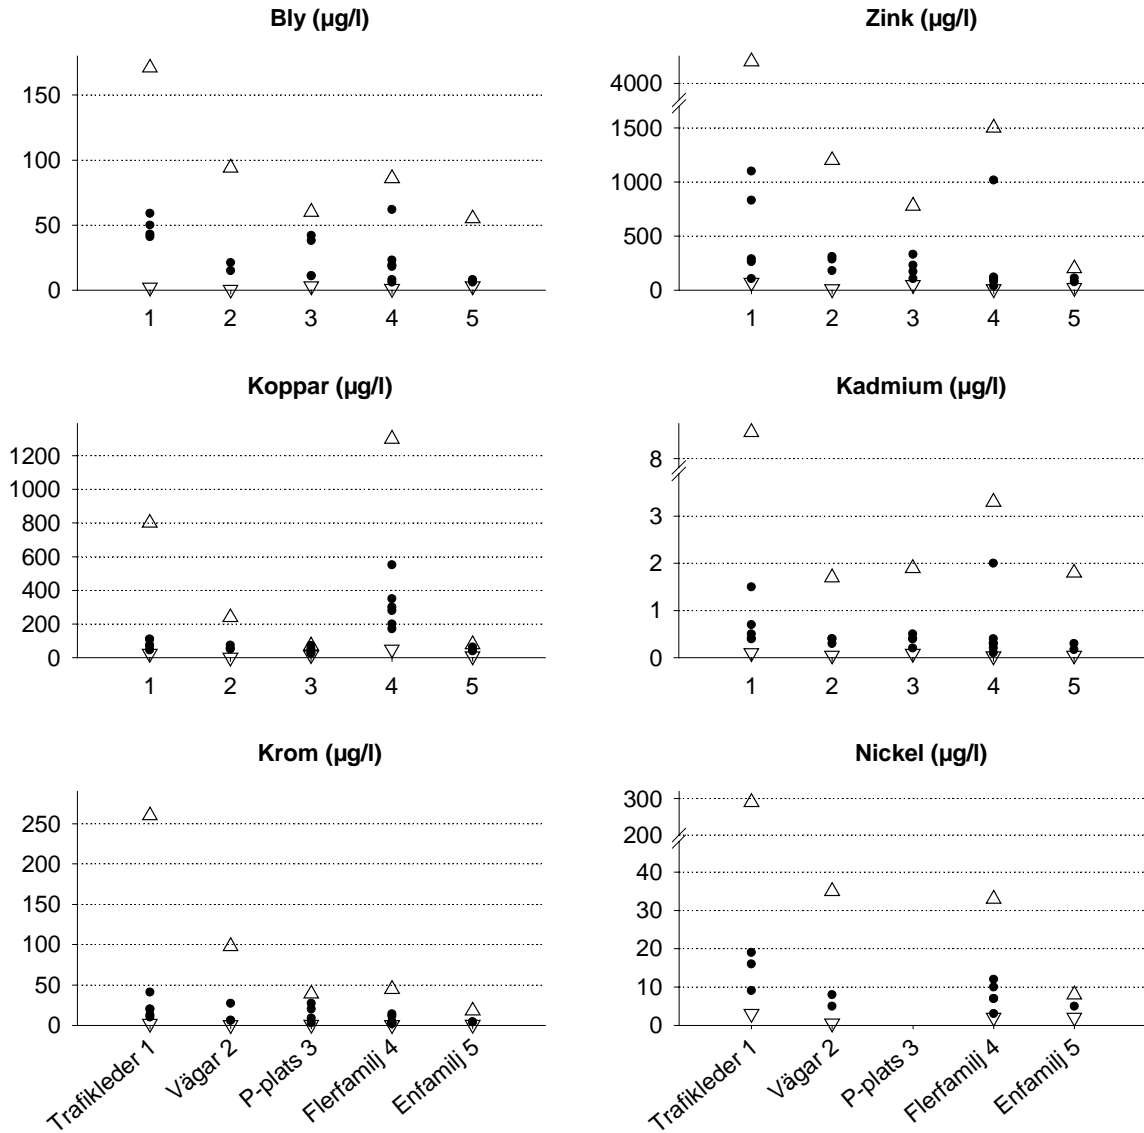 Bly (µg/l)
150
100
50
0
1 2 3 4 5
Zink (µg/l)
4000
1500
1000
500
0
1 2 3 4 5
Koppar (µg/l)
1200
1000
800
600
400
200
0
1 2 3 4 5
Kadmium (µg/l)
8
3
2
1
0
1 2 3 4 5
Krom (µg/l)
250
200
150
100
50
0
Trafikleder 1
Vägar 2
P-plats 3
Flerfamilj 4
Enfamilj 5
Nickel (µg/l)
300
200
40
30
20
10
0
Trafikleder 1
Vägar 2
P-plats 3
Flerfamilj 4
Enfamilj 5